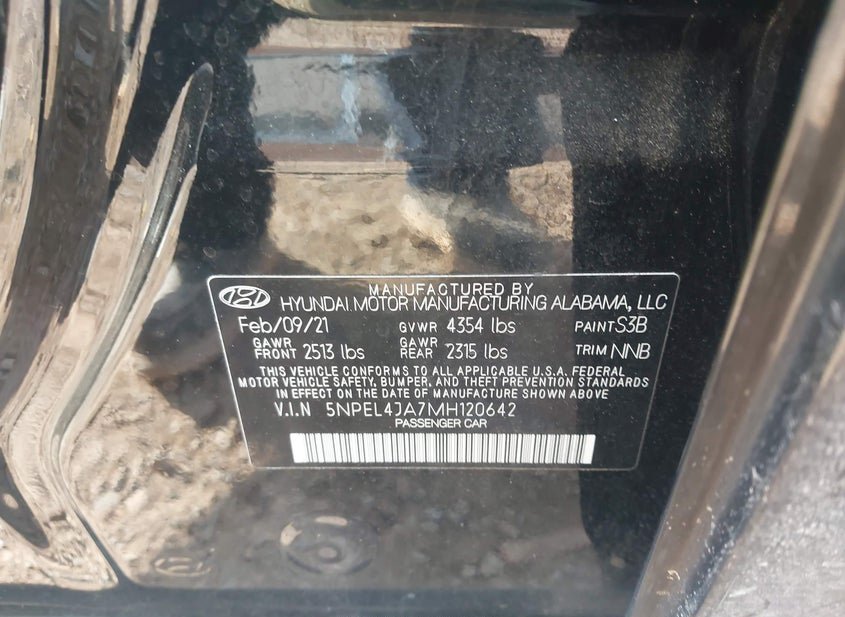 MANUFACTURED BY
HYUNDAI MOTOR MANUFACTURING ALABAMA, LLC
Feb/09/21 GVWR 4354 lbs PAINT S3B
GAWR FRONT 2513 lbs GAWR REAR 2315 lbs TRIM NNB
THIS VEHICLE CONFORMS TO ALL APPLICABLE U.S.A. FEDERAL
MOTOR VEHICLE SAFETY, BUMPER, AND THEFT PREVENTION STANDARDS
IN EFFECT ON THE DATE OF MANUFACTURE SHOWN ABOVE
V.I.N 5NPEL4JA7MH120642
PASSENGER CAR